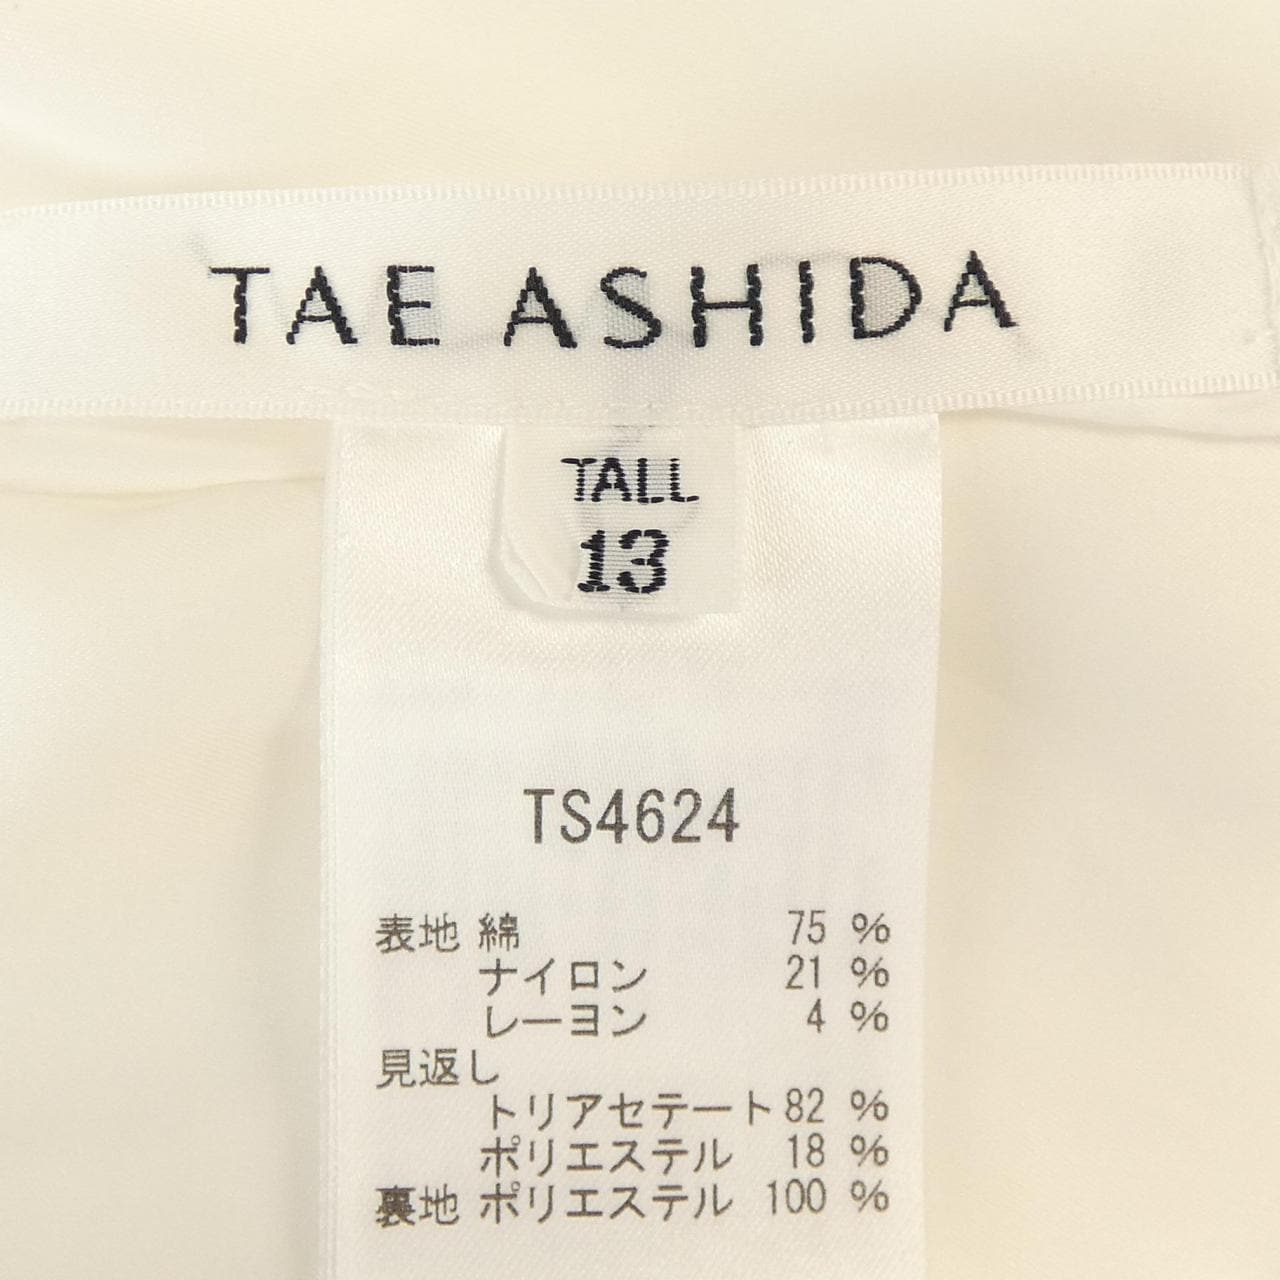 TAE ASHIDA
TALL
13
TS4624
表地 綿 75 %
ナイロン 21 %
レーヨン 4 %
見返し
トリアセテート 82 %
ポリエステル 18 %
裏地 ポリエステル 100 %